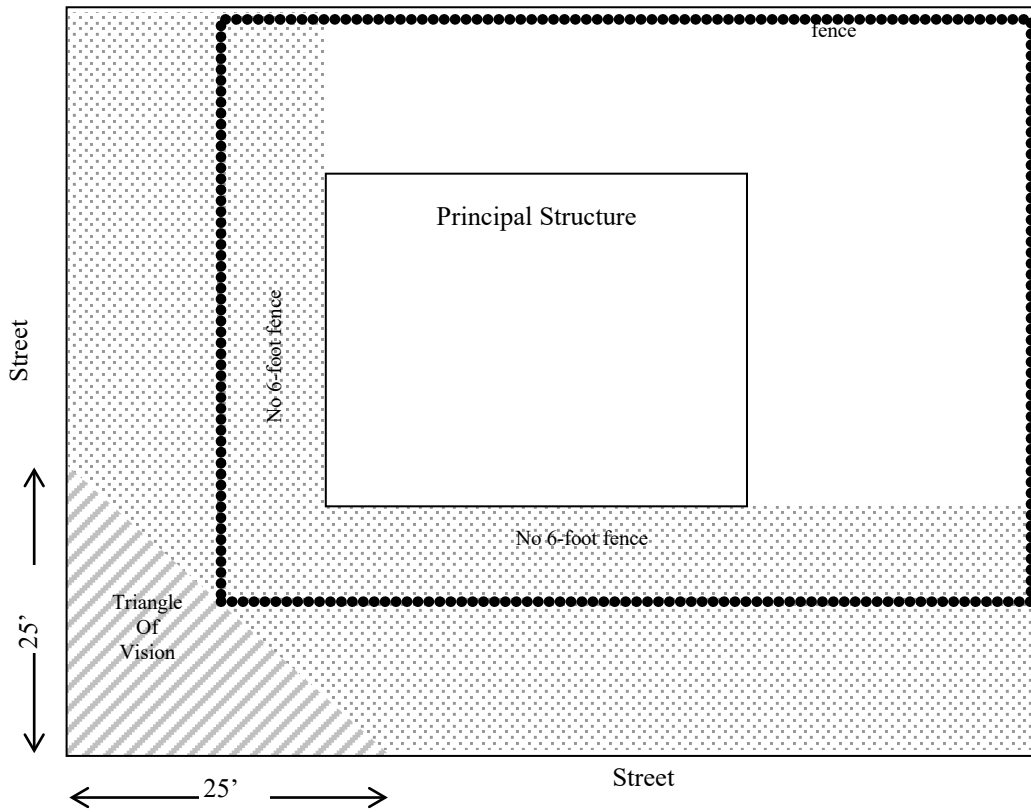 fence
Principal Structure
Street
No 6-foot fence
No 6-foot fence
Triangle
Of
Vision
25’
Street
25’